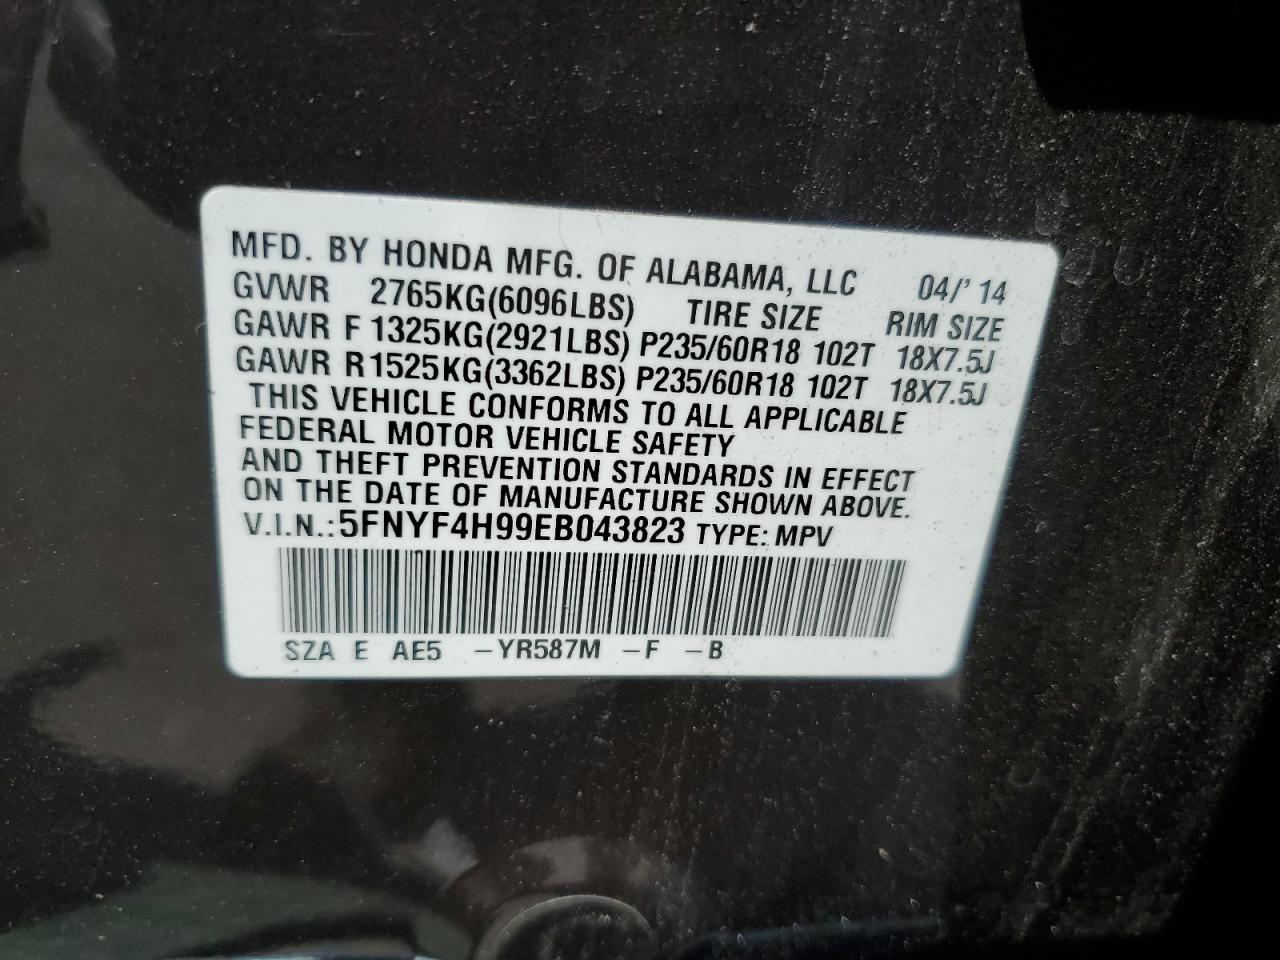 MFD. BY HONDA MFG. OF ALABAMA, LLC 04/' 14
GVWR 2765KG(6096LBS) TIRE SIZE RIM SIZE
GAWR F 1325KG(2921LBS) P235/60R18 102T 18X7.5J
GAWR R 1525KG(3362LBS) P235/60R18 102T 18X7.5J
THIS VEHICLE CONFORMS TO ALL APPLICABLE
FEDERAL MOTOR VEHICLE SAFETY
AND THEFT PREVENTION STANDARDS IN EFFECT
ON THE DATE OF MANUFACTURE SHOWN ABOVE.
V.I.N.: 5FNYF4H99EB043823 TYPE: MPV
SZA E AE5 -YR587M -F -B